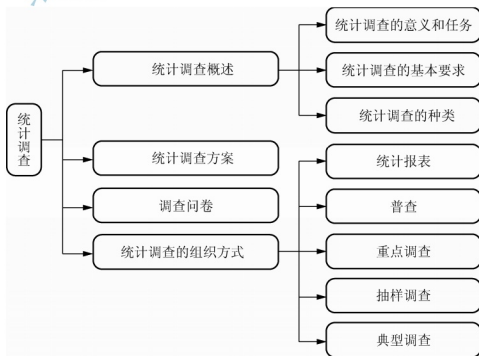 统计调查
统计调查概述
统计调查的意义和任务
统计调查的基本要求
统计调查的种类
统计调查方案
调查问卷
统计调查的组织方式
统计报表
普查
重点调查
抽样调查
典型调查